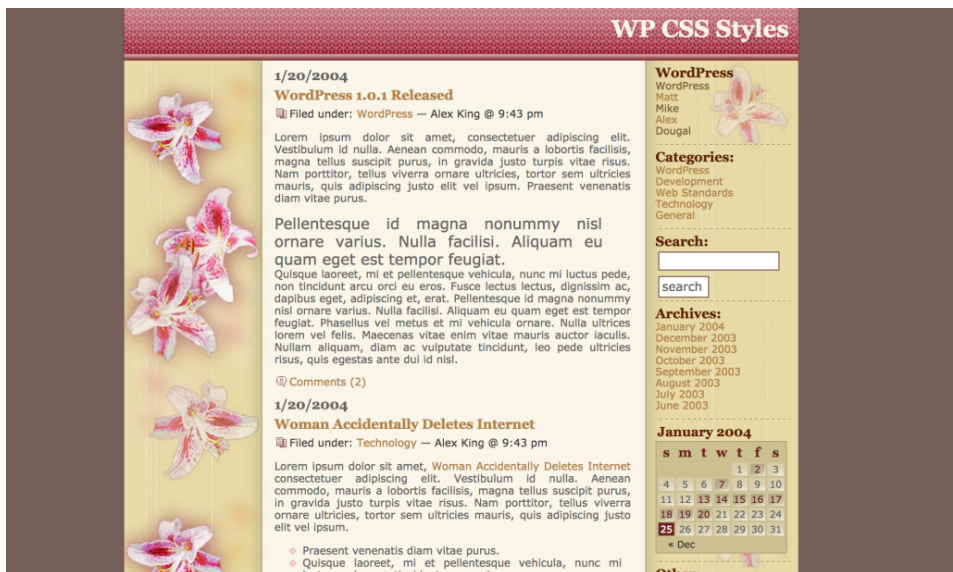 WP CSS Styles
1/20/2004
WordPress 1.0.1 Released
Filed under: WordPress — Alex King @ 9:43 pm
Lorem ipsum dolor sit amet, consectetuer adipiscing elit.
Vestibulum id nulla. Aenean commodo, mauris a lobortis facilisis,
magna tellus suscipit purus, in gravida justo turpis vitae risus.
Nam porttitor, tellus viverra ornare ultricies, tortor sem ultricies
mauris, quis adipiscing justo elit vel ipsum. Praesent venenatis
diam vitae purus.
Pellentesque id magna nonummy nisl
ornare varius. Nulla facilisi. Aliquam eu
quam eget est tempor feugiat.
Quisque laoreet, mi et pellentesque vehicula, nunc mi luctus pede,
non tincidunt arcu orci eu eros. Fusce lectus lectus, dignissim ac,
dapibus eget, adipiscing et, erat. Pellentesque id magna nonummy
nisl ornare varius. Nulla facilisi. Aliquam eu quam eget est tempor
feugiat. Phasellus vel metus et mi vehicula ornare. Nulla ultrices
lorem vel felis. Maecenas vitae enim vitae mauris auctor iaculis.
Nullam aliquam, diam ac vulputate tincidunt, leo pede ultricies
risus, quis egestas ante dui id nisl.
Comments (2)
1/20/2004
Woman Accidentally Deletes Internet
Filed under: Technology — Alex King @ 9:43 pm
Lorem ipsum dolor sit amet, Woman Accidentally Deletes Internet
consectetuer adipiscing elit. Vestibulum id nulla. Aenean
commodo, mauris a lobortis facilisis, magna tellus suscipit purus,
in gravida justo turpis vitae risus. Nam porttitor, tellus viverra
ornare ultricies, tortor sem ultricies mauris, quis adipiscing justo
elit vel ipsum.
Praesent venenatis diam vitae purus.
Quisque laoreet, mi et pellentesque vehicula, nunc mi
WordPress
WordPress
Matt
Mike
Alex
Dougal
Categories:
WordPress
Development
Web Standards
Technology
General
Search:
search
Archives:
January 2004
December 2003
November 2003
October 2003
September 2003
August 2003
July 2003
June 2003
January 2004
s m t w t f s
1 2 3
4 5 6 7 8 9 10
11 12 13 14 15 16 17
18 19 20 21 22 23 24
25 26 27 28 29 30 31
« Dec